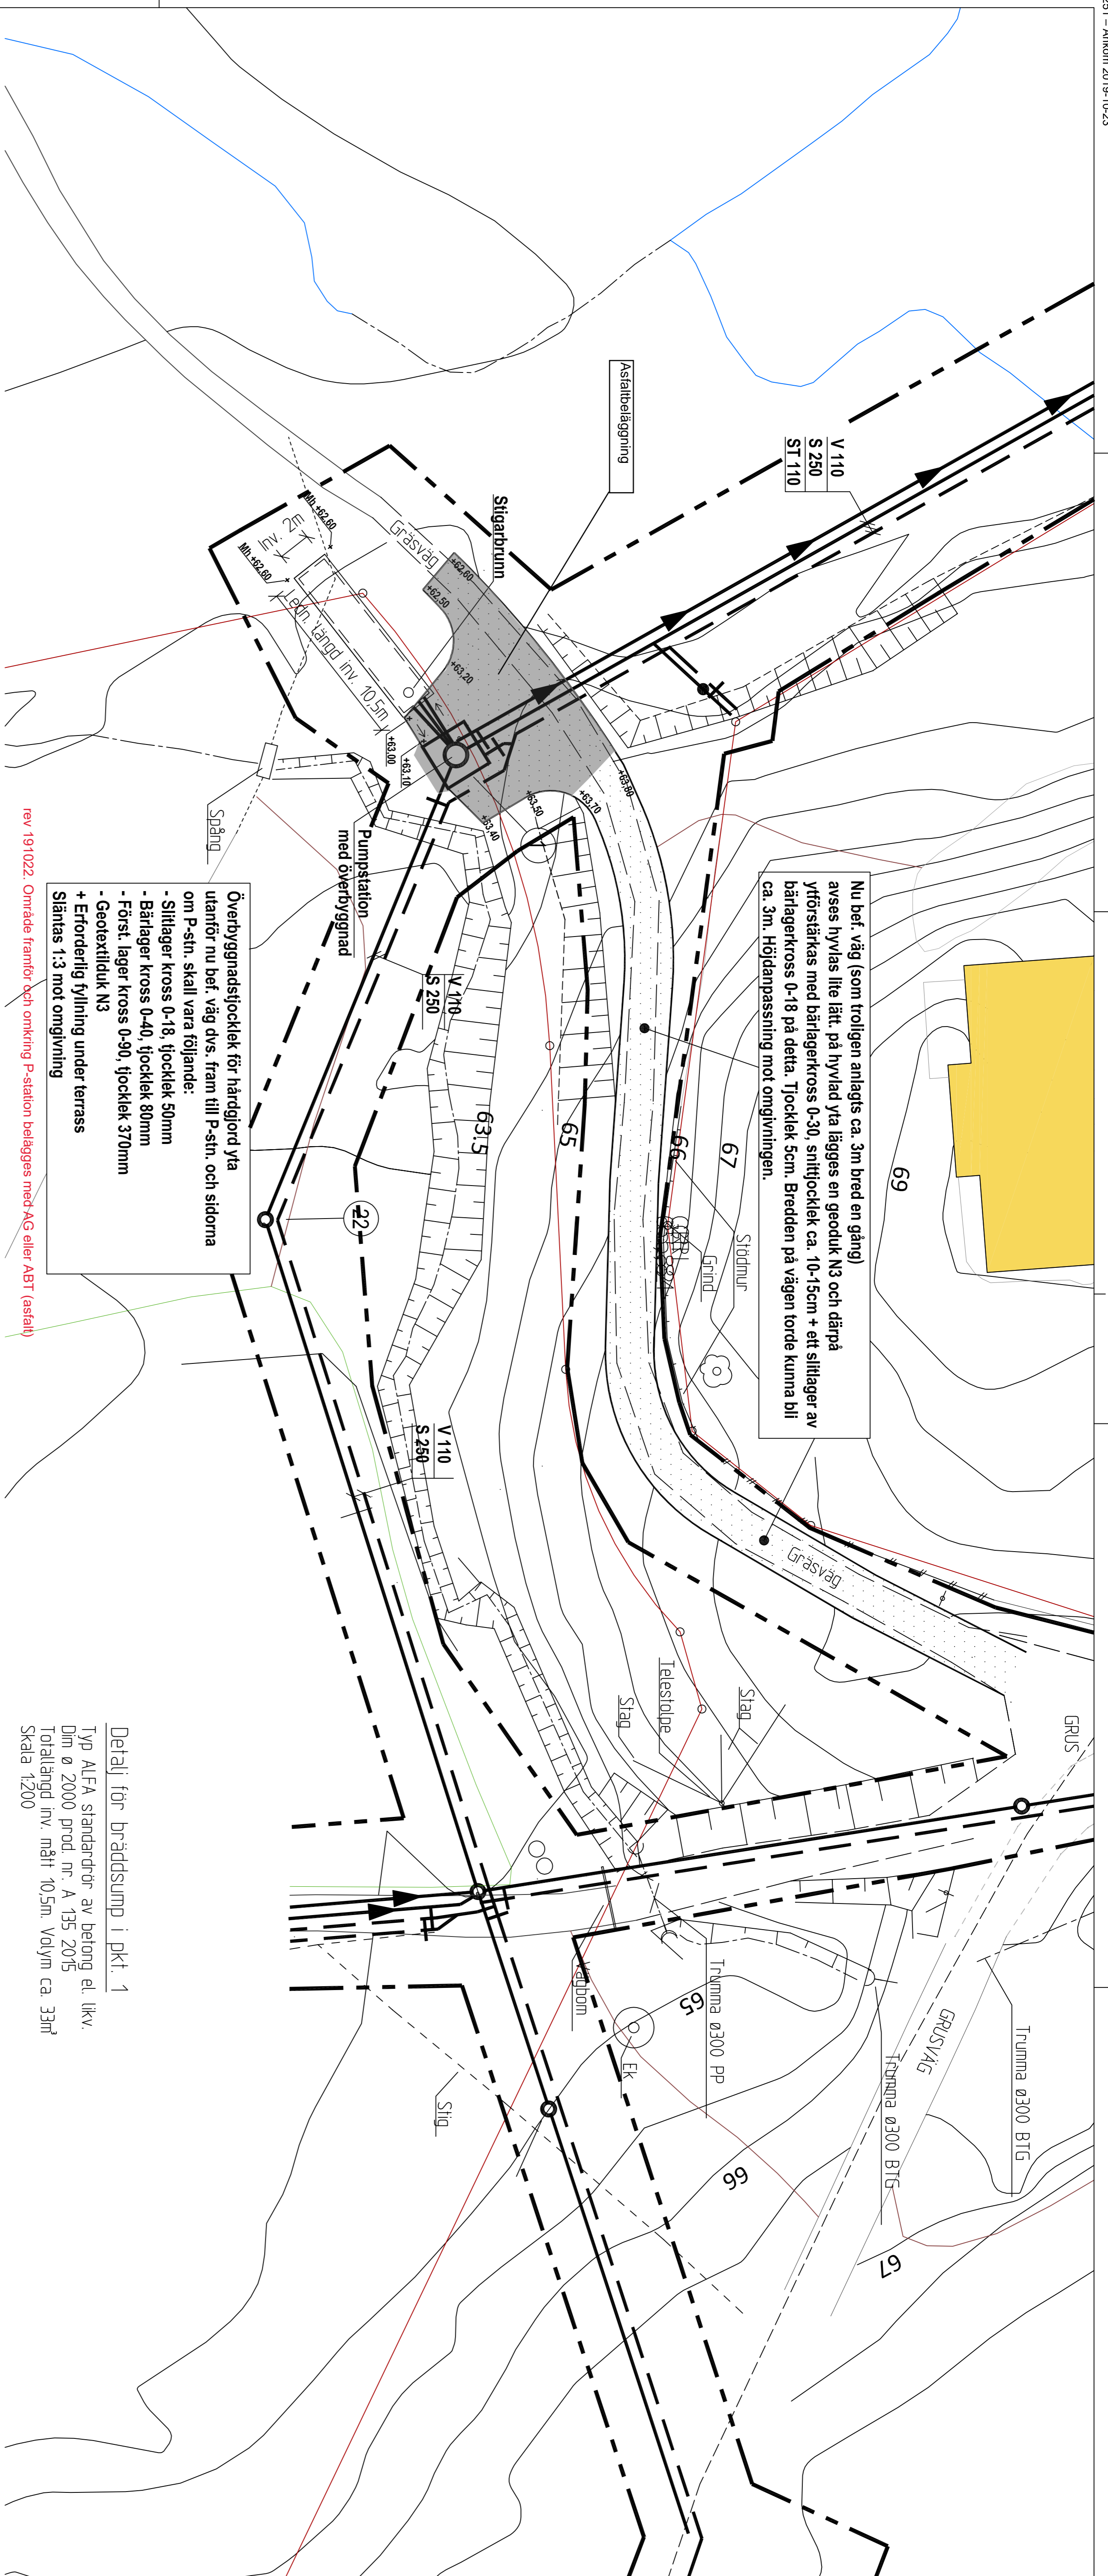 251 – Ankom 2019-10-23
V 110
S 250
ST 110
Asfaltbeläggning
Stigarbrunn
Gräsväg
+62,60
+62,50
Mh +62,60
Inv. 2m
Mh +62,60
Ledn. längd inv. 10,5m
+63,20
+63,00
+63,10
+63,80
+63,70
+63,50
+63,40
Spång
Pumpstation
med överbyggnad
V 110
S 250
Nu bef. väg (som troligen anlagts ca. 3m bred en gång)
avses hyvlas lite lätt. på hyvlad yta lägges en geoduk N3 och därpå
ytförstärkas med bärlagerkross 0-30, snittjocklek ca. 10-15cm + ett slitlager av
bärlagerkross 0-18 på detta. Tjocklek 5cm. Bredden på vägen torde kunna bli
ca. 3m. Höjdanpassning mot omgivningen.
Överbyggnadstjocklek för hårdgjord yta
utanför nu bef. väg dvs. fram till P-stn. och sidorna
om P-stn. skall vara följande:
- Slitlager kross 0-18, tjocklek 50mm
- Bärlager kross 0-40, tjocklek 80mm
- Först. lager kross 0-90, tjocklek 370mm
- Geotextilduk N3
+ Erforderlig fyllning under terrass
Släntas 1:3 mot omgivning
rev 191022. Område framför och omkring P-station belägges med AG eller ABT (asfalt)
63.5
65
66
67
69
22
Stödmur
Grind
V 110
S 250
Gräsväg
Stag
Telestolpe
Stag
GRUS
Detalj för bräddsump i pkt. 1
Typ ALFA standardrör av betong el. likv.
Dim ø 2000 prod. nr. A 135 2015
Totallängd inv. mått 10,5m. Volym ca. 33m³
Skala 1:200
Vägbom
Trumma ø300 PP
65
Ek
Stig
GRUSVÄG
Trumma ø300 BTG
Trumma ø300 BTG
66
67